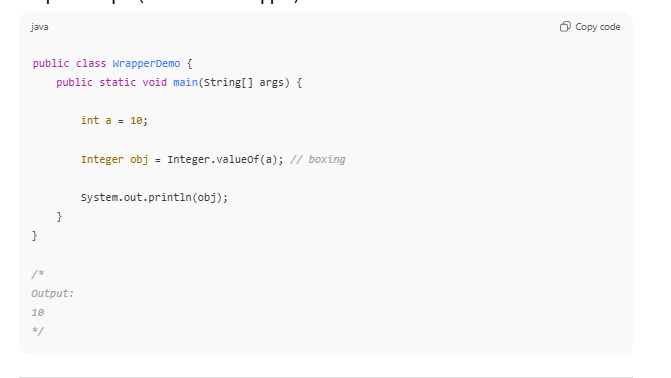 java
Copy code
public class WrapperDemo {
    public static void main(String[] args) {
        int a = 10;
        Integer obj = Integer.valueOf(a); // boxing
        System.out.println(obj);
    }
}
/*
Output:
10
*/